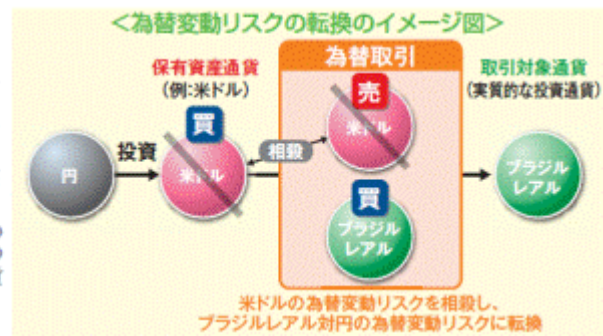 <為替変動リスクの転換のイメージ図>
保有資産通貨
(例:米ドル)
買
円
投資
米ドル
相殺
為替取引
売
米ドル
買
ブラジル
レアル
取引対象通貨
(実質的な投資通貨)
ブラジル
レアル
米ドルの為替変動リスクを相殺し、
ブラジルレアル対円の為替変動リスクに転換